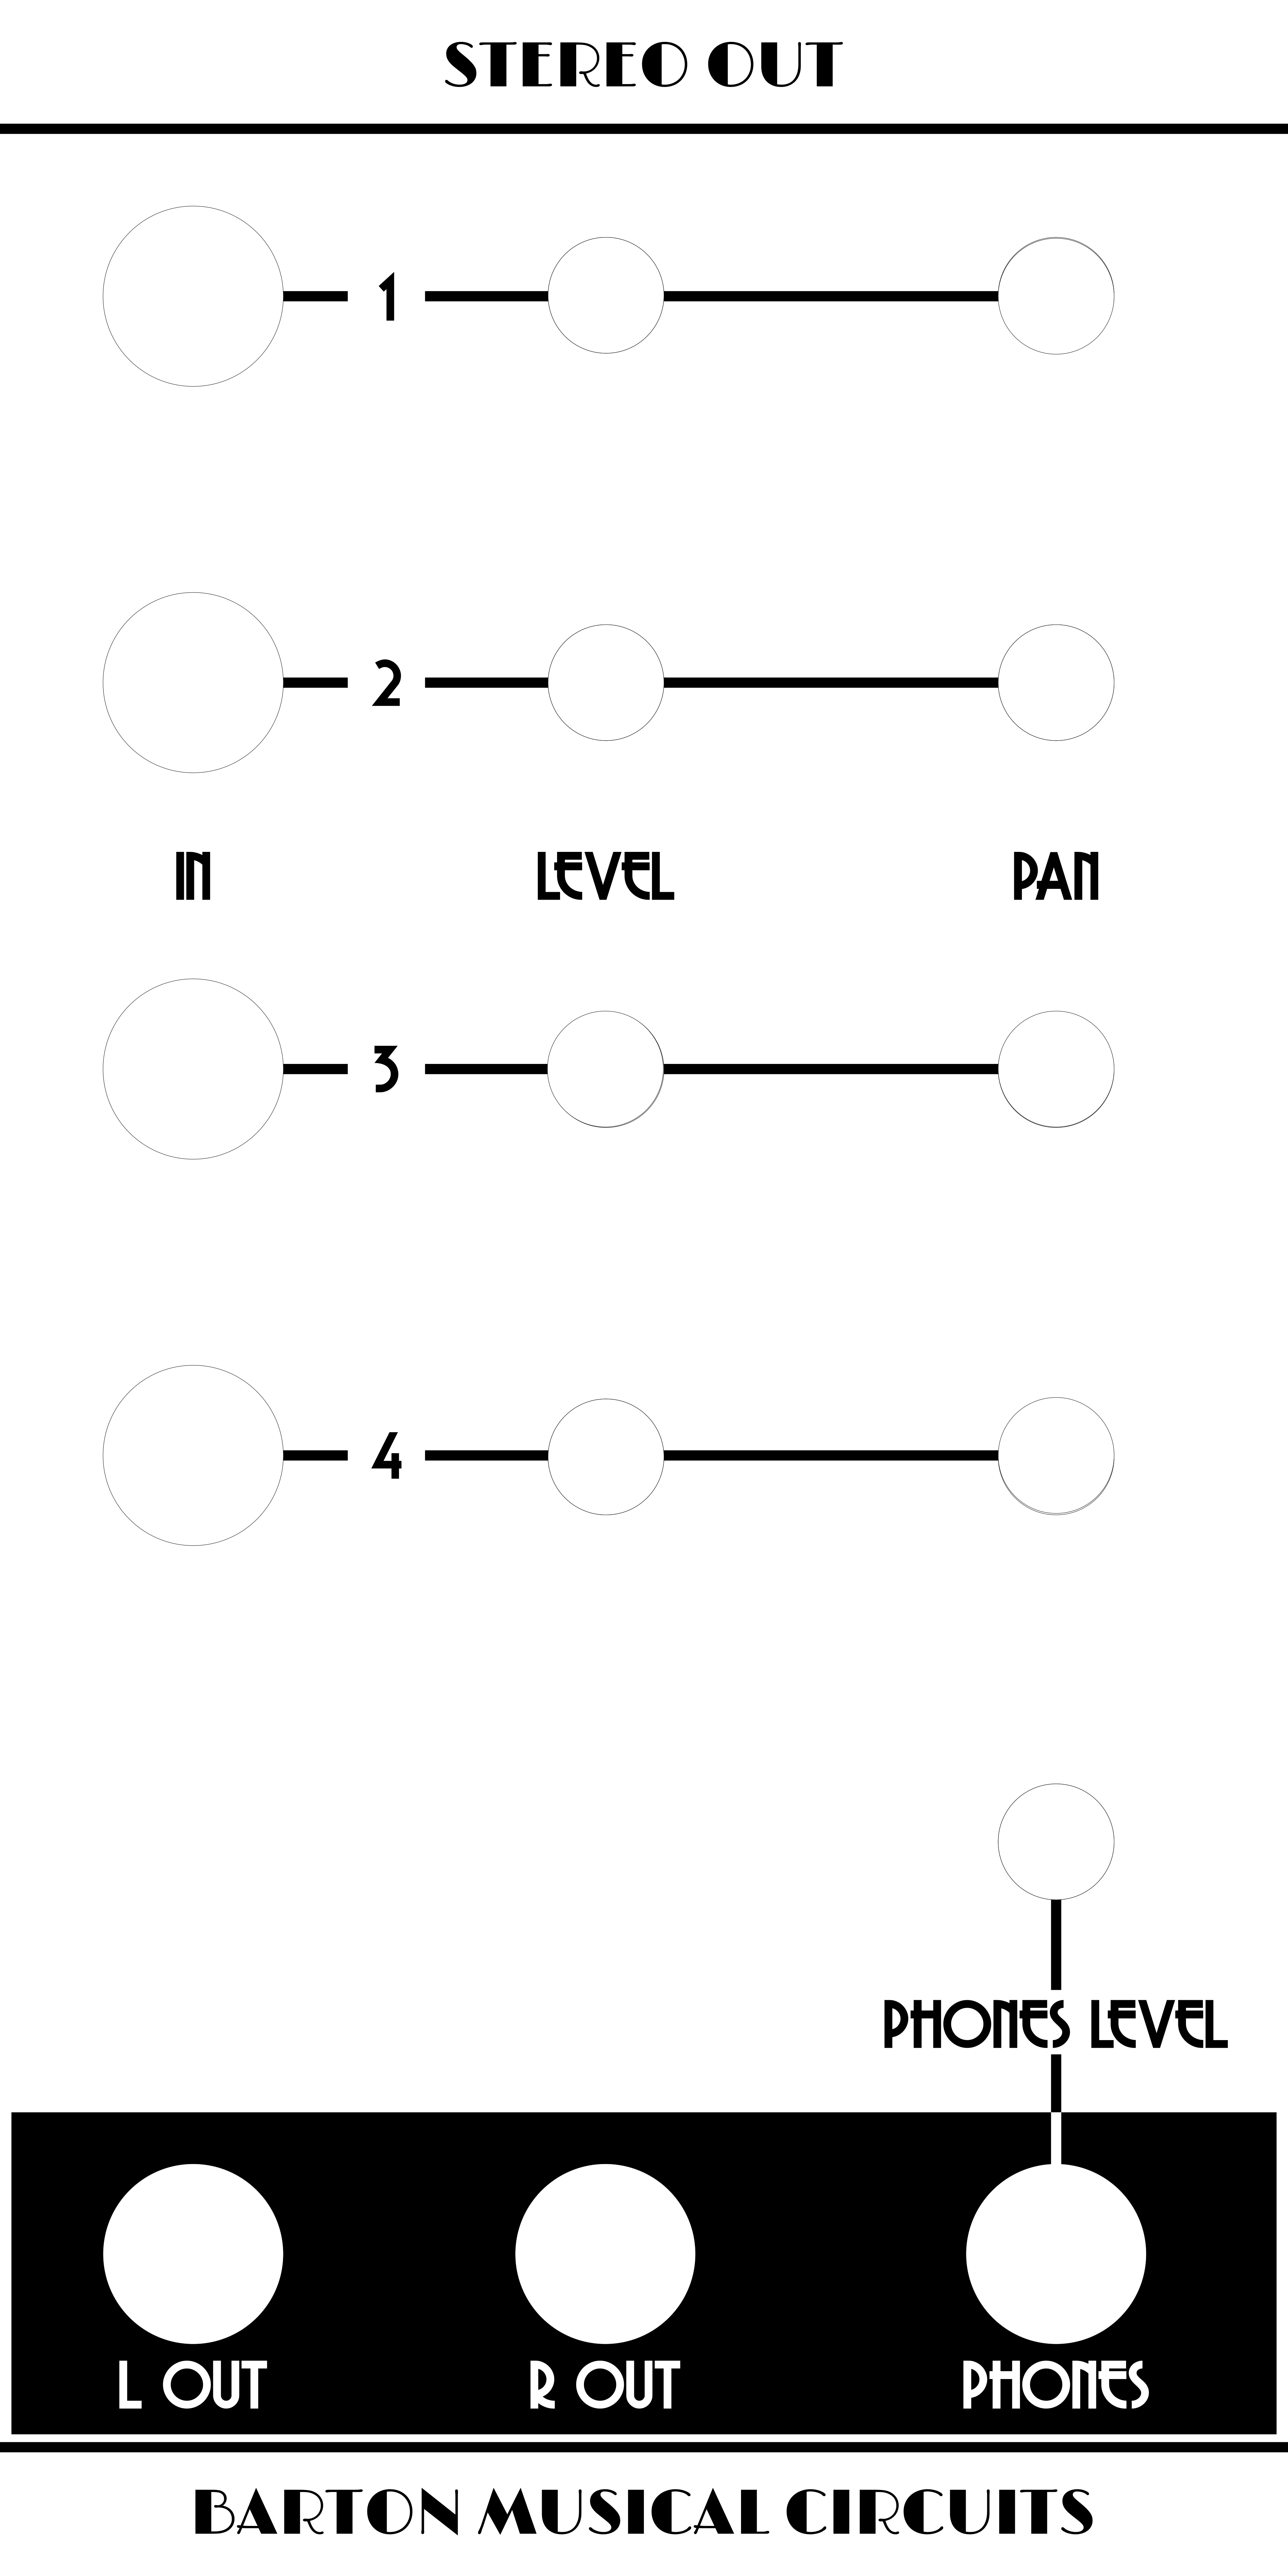 STEREO OUT
1
2
IN LEVEL PAN
3
4
PHONES LEVEL
L OUT R OUT PHONES
BARTON MUSICAL CIRCUITS